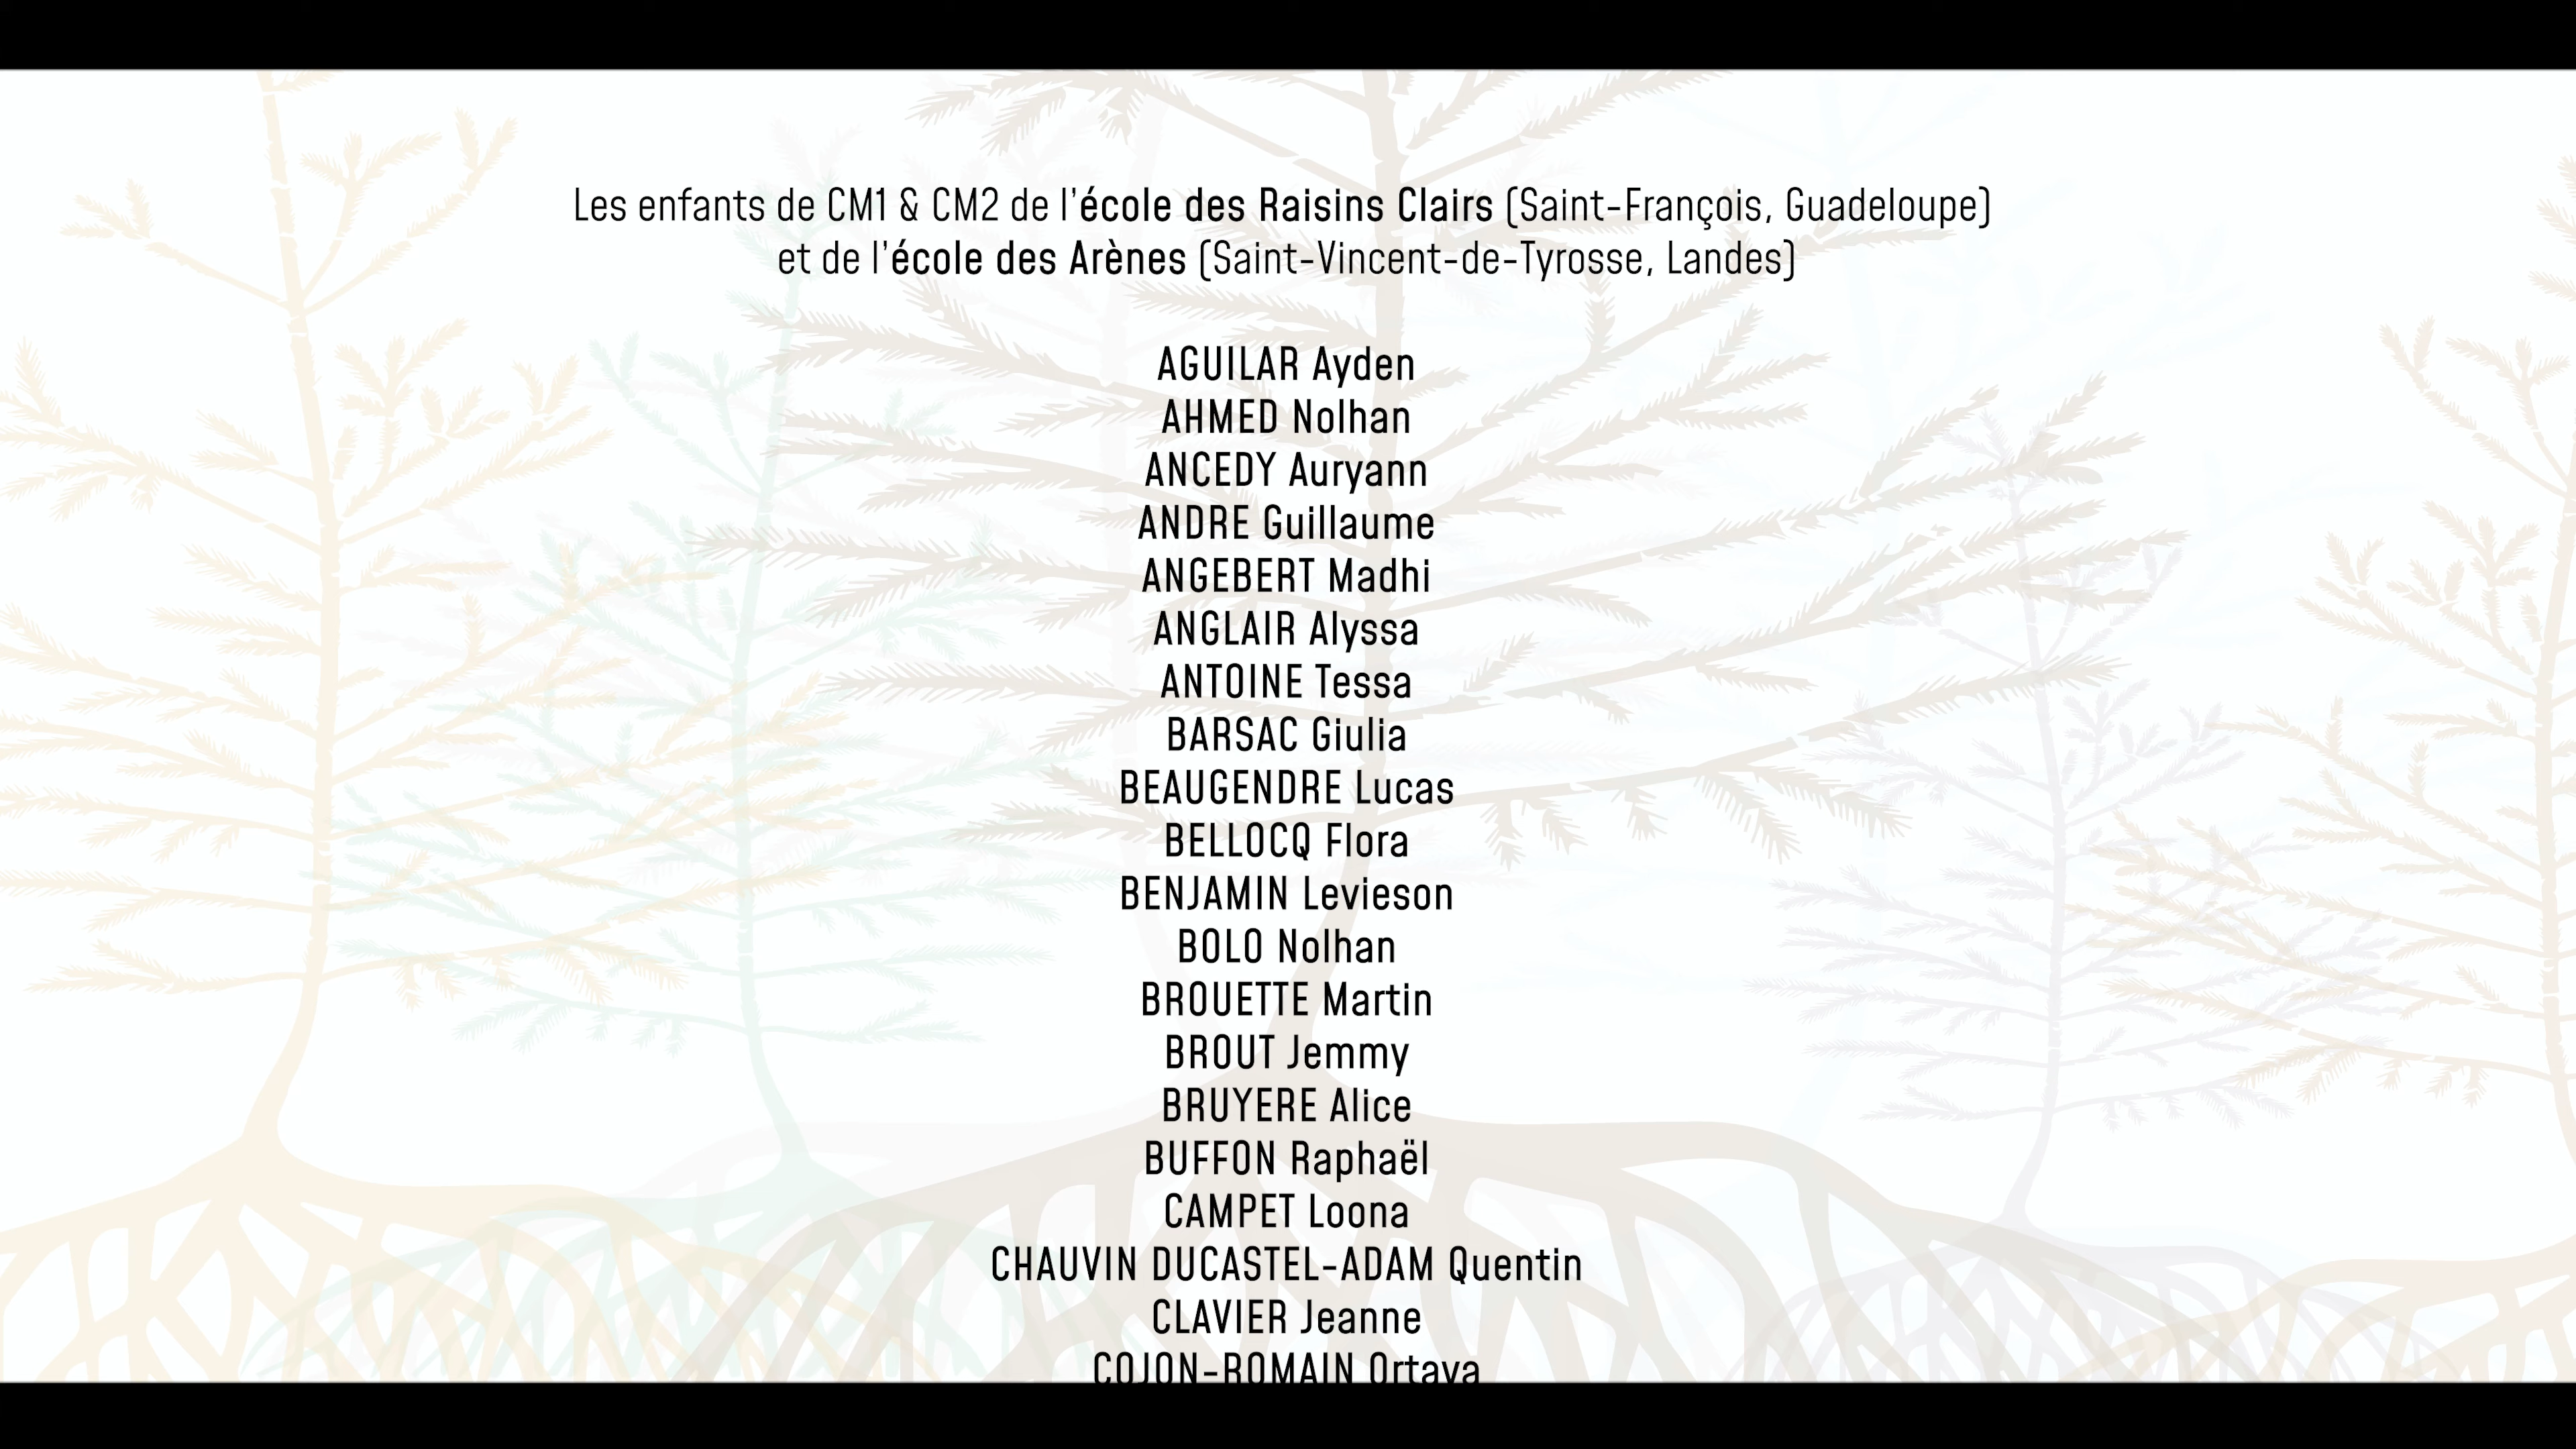 Les enfants de CM1 & CM2 de l'école des Raisins Clairs (Saint-François, Guadeloupe)
et de l'école des Arènes (Saint-Vincent-de-Tyrosse, Landes)
AGUILAR Ayden
AHMED Nolhan
ANCEDY Auryann
ANDRE Guillaume
ANGEBERT Madhi
ANGLAIR Alyssa
ANTOINE Tessa
BARSAC Giulia
BEAUGENDRE Lucas
BELLOCQ Flora
BENJAMIN Levieson
BOLO Nolhan
BROUETTE Martin
BROUT Jemmy
BRUYERE Alice
BUFFON Raphaël
CAMPET Loona
CHAUVIN DUCASTEL-ADAM Quentin
CLAVIER Jeanne
COJON-ROMAIN